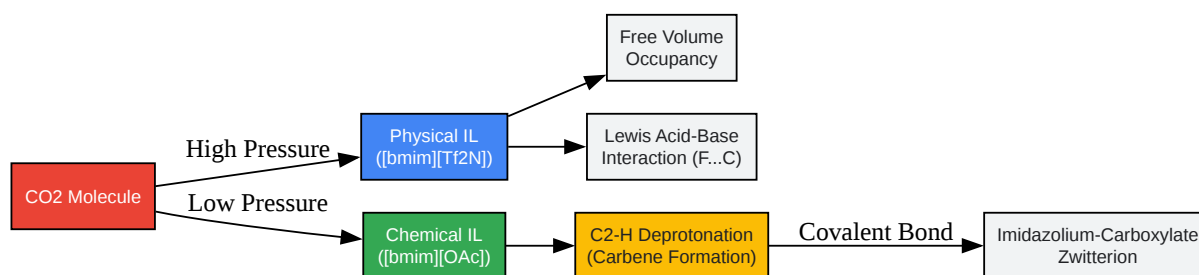 Free Volume
Occupancy
High Pressure
Physical IL
([bmim][Tf2N])
Lewis Acid-Base
Interaction (F...C)
CO2 Molecule
Low Pressure
Chemical IL
([bmim][OAc])
C2-H Deprotonation
(Carbene Formation)
Covalent Bond
Imidazolium-Carboxylate
Zwitterion